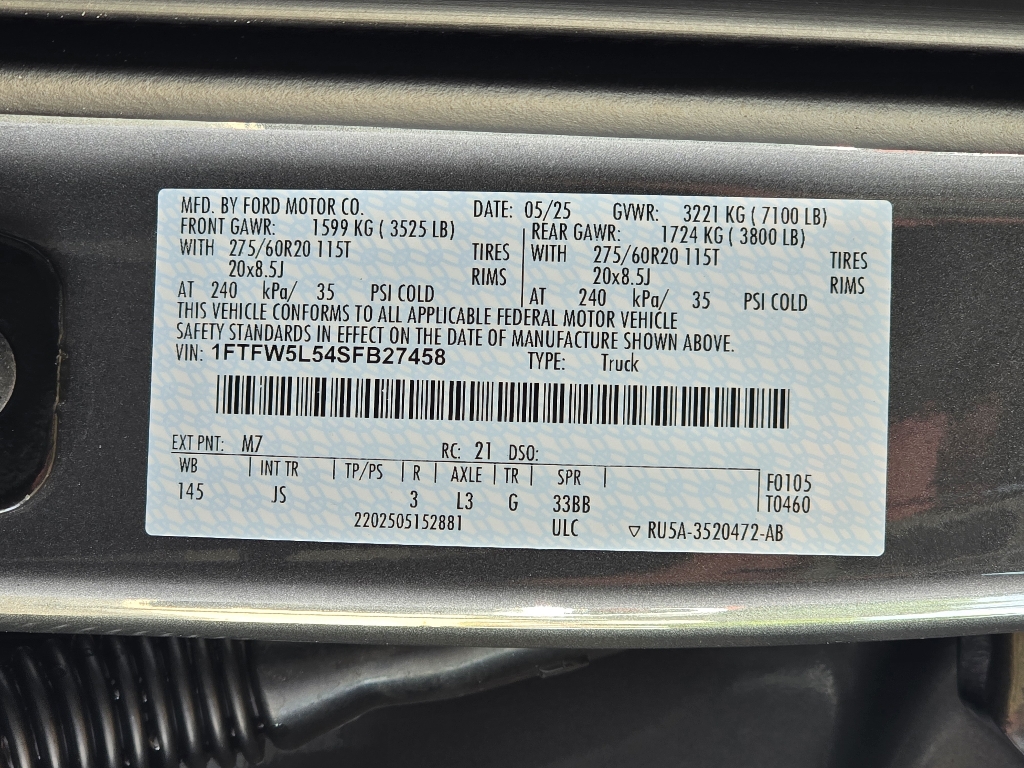 MFD. BY FORD MOTOR CO. DATE: 05/25 GVWR: 3221 KG ( 7100 LB)
FRONT GAWR: 1599 KG ( 3525 LB) REAR GAWR: 1724 KG ( 3800 LB)
WITH 275/60R20 115T TIRES WITH 275/60R20 115T TIRES
20x8.5J RIMS 20x8.5J RIMS
AT 240 kPa/ 35 PSI COLD AT 240 kPa/ 35 PSI COLD
THIS VEHICLE CONFORMS TO ALL APPLICABLE FEDERAL MOTOR VEHICLE
SAFETY STANDARDS IN EFFECT ON THE DATE OF MANUFACTURE SHOWN ABOVE.
VIN: 1FTFW5L54SFB27458 TYPE: Truck
EXT PNT: M7 RC: 21 DSO:
WB INT TR TP/PS R AXLE TR SPR F0105
145 JS 3 L3 G 33BB T0460
2202505152881 ULC ▽ RU5A-3520472-AB